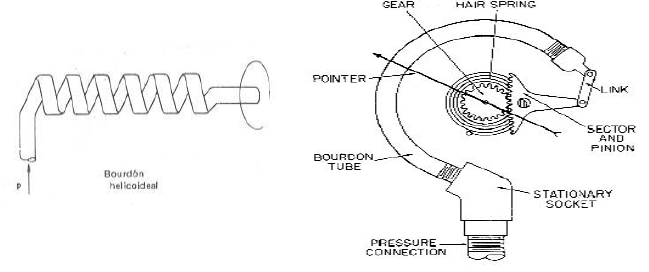 P
Bourdón
helicoideal
GEAR
HAIR SPRING
POINTER
LINK
SECTOR
AND
PINION
BOURDON
TUBE
STATIONARY
SOCKET
PRESSURE
CONNECTION